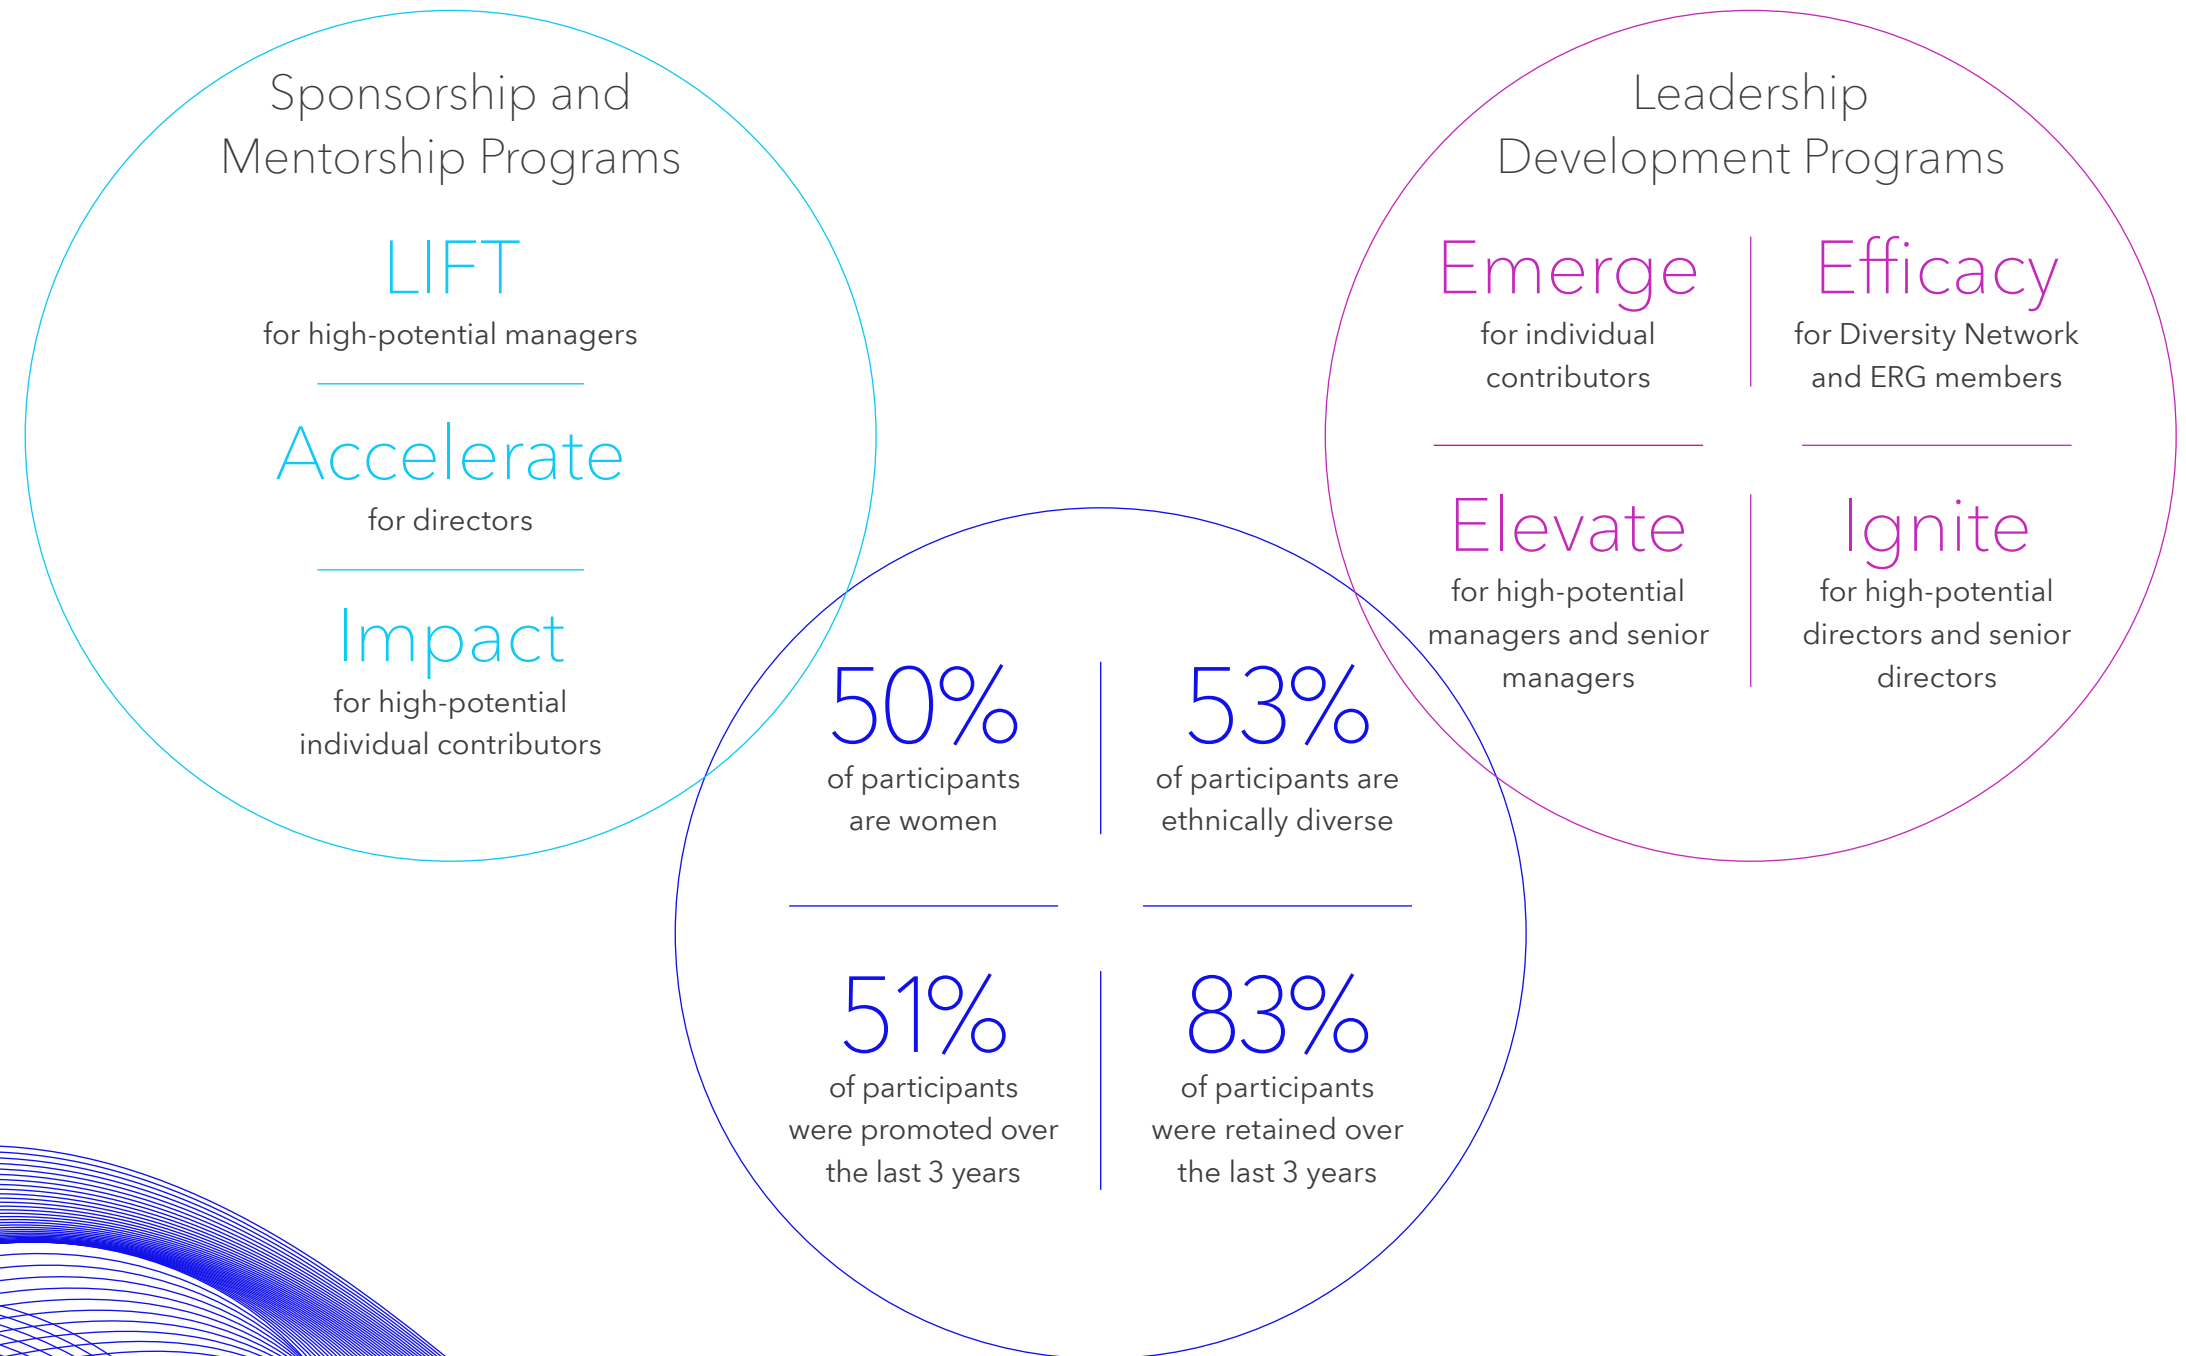 Sponsorship and
Mentorship Programs
LIFT
for high-potential managers
Accelerate
for directors
Impact
for high-potential
individual contributors
Leadership
Development Programs
Emerge
for individual
contributors
Efficacy
for Diversity Network
and ERG members
Elevate
for high-potential
managers and senior
managers
Ignite
for high-potential
directors and senior
directors
50%
of participants
are women
53%
of participants are
ethnically diverse
51%
of participants
were promoted over
the last 3 years
83%
of participants
were retained over
the last 3 years